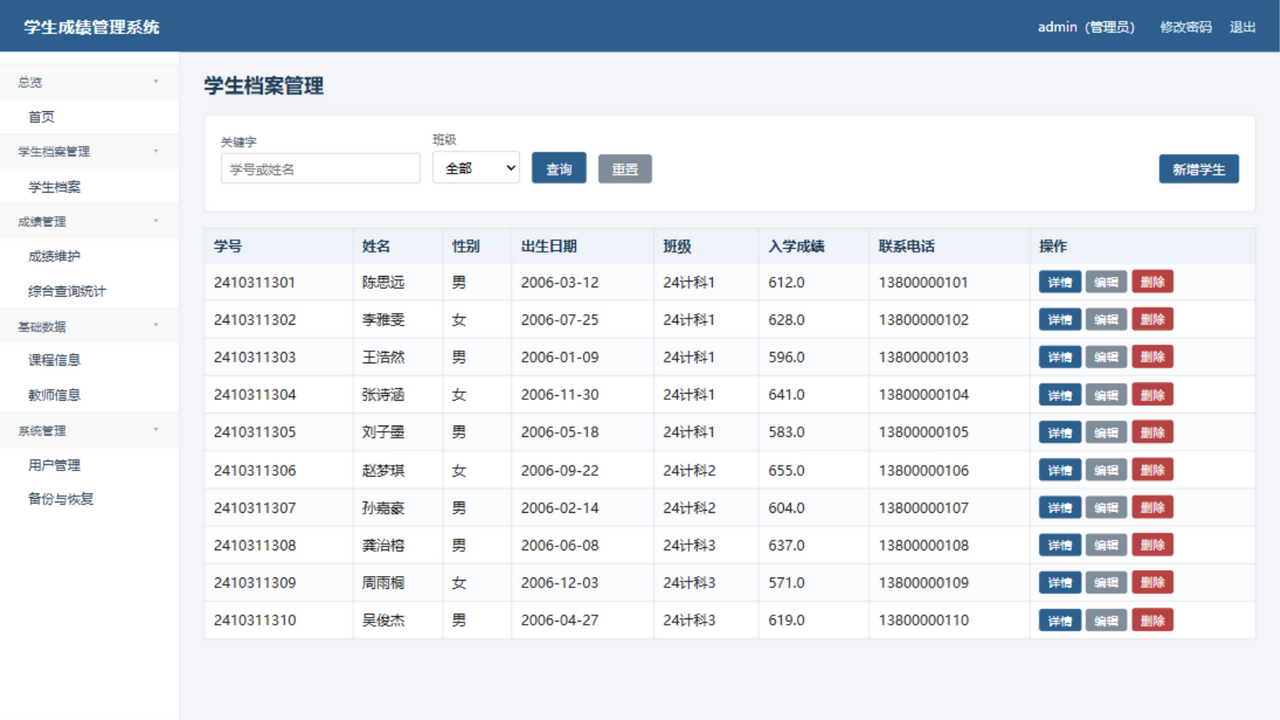 学生成绩管理系统
admin (管理员) 修改密码 退出
总览
首页
学生档案管理
学生档案
成绩管理
成绩维护
综合查询统计
基础数据
课程信息
教师信息
系统管理
用户管理
备份与恢复
学生档案管理
关键字 班级
学号或姓名 全部 查询 重置 新增学生
学号 姓名 性别 出生日期 班级 入学成绩 联系电话 操作
2410311301 陈思远 男 2006-03-12 24计科1 612.0 13800000101 详情 编辑 删除
2410311302 李雅雯 女 2006-07-25 24计科1 628.0 13800000102 详情 编辑 删除
2410311303 王浩然 男 2006-01-09 24计科1 596.0 13800000103 详情 编辑 删除
2410311304 张诗涵 女 2006-11-30 24计科1 641.0 13800000104 详情 编辑 删除
2410311305 刘子墨 男 2006-05-18 24计科1 583.0 13800000105 详情 编辑 删除
2410311306 赵梦琪 女 2006-09-22 24计科2 655.0 13800000106 详情 编辑 删除
2410311307 孙嘉豪 男 2006-02-14 24计科2 604.0 13800000107 详情 编辑 删除
2410311308 龚治榕 男 2006-06-08 24计科3 637.0 13800000108 详情 编辑 删除
2410311309 周雨桐 女 2006-12-03 24计科3 571.0 13800000109 详情 编辑 删除
2410311310 吴俊杰 男 2006-04-27 24计科3 619.0 13800000110 详情 编辑 删除